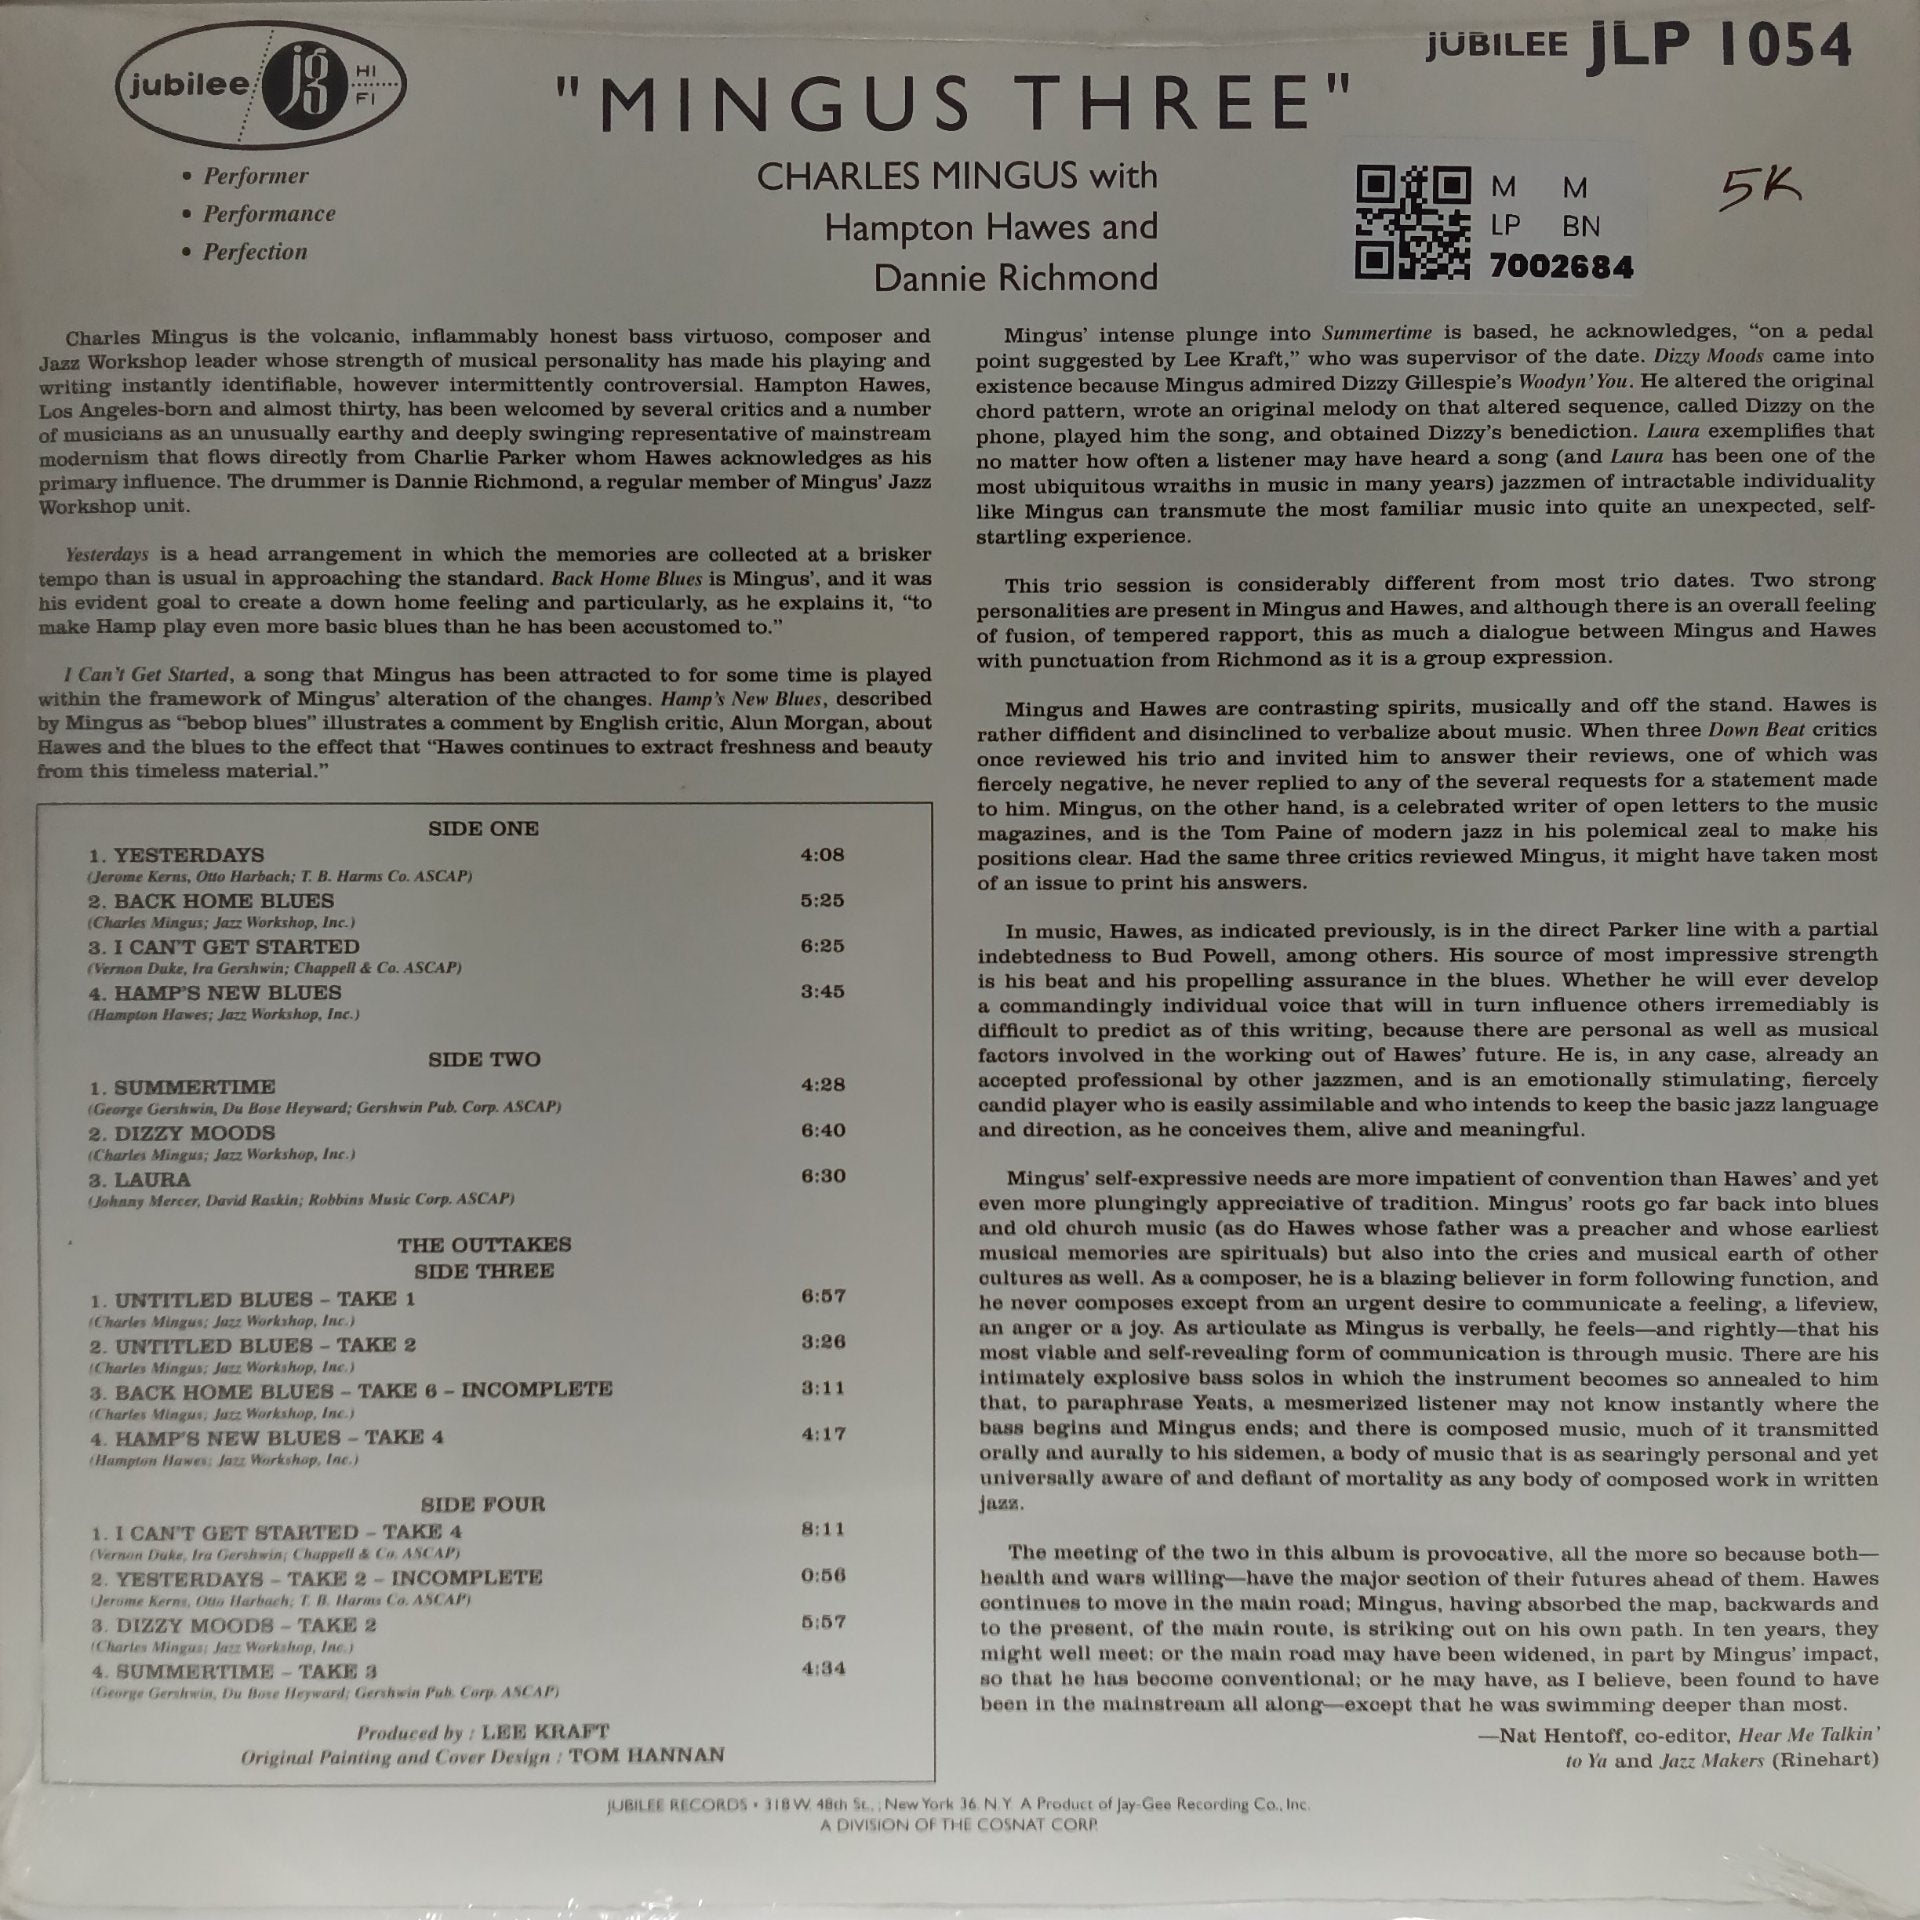 jubilee jg HI FI
JUBILEE JLP 1054
"MINGUS THREE"
• Performer
• Performance
• Perfection
CHARLES MINGUS with
Hampton Hawes and
Dannie Richmond
M M
LP BN
7002684
5K
Charles Mingus is the volcanic, inflammably honest bass virtuoso, composer and
Jazz Workshop leader whose strength of musical personality has made his playing and
writing instantly identifiable, however intermittently controversial. Hampton Hawes,
Los Angeles-born and almost thirty, has been welcomed by several critics and a number
of musicians as an unusually earthy and deeply swinging representative of mainstream
modernism that flows directly from Charlie Parker whom Hawes acknowledges as his
primary influence. The drummer is Dannie Richmond, a regular member of Mingus' Jazz
Workshop unit.
Yesterdays is a head arrangement in which the memories are collected at a brisker
tempo than is usual in approaching the standard. Back Home Blues is Mingus', and it was
his evident goal to create a down home feeling and particularly, as he explains it, “to
make Hamp play even more basic blues than he has been accustomed to.”
I Can't Get Started, a song that Mingus has been attracted to for some time is played
within the framework of Mingus' alteration of the changes. Hamp's New Blues, described
by Mingus as “bebop blues” illustrates a comment by English critic, Alun Morgan, about
Hawes and the blues to the effect that “Hawes continues to extract freshness and beauty
from this timeless material.”
SIDE ONE
1. YESTERDAYS 4:08
(Jerome Kerns, Otto Harbach; T. B. Harms Co. ASCAP)
2. BACK HOME BLUES 5:25
(Charles Mingus; Jazz Workshop, Inc.)
3. I CAN'T GET STARTED 6:25
(Vernon Duke, Ira Gershwin; Chappell & Co. ASCAP)
4. HAMP'S NEW BLUES 3:45
(Hampton Hawes; Jazz Workshop, Inc.)
SIDE TWO
1. SUMMERTIME 4:28
(George Gershwin, Du Bose Heyward; Gershwin Pub. Corp. ASCAP)
2. DIZZY MOODS 6:40
(Charles Mingus; Jazz Workshop, Inc.)
3. LAURA 6:30
(Johnny Mercer, David Raskin; Robbins Music Corp. ASCAP)
THE OUTTAKES
SIDE THREE
1. UNTITLED BLUES – TAKE 1 6:57
(Charles Mingus; Jazz Workshop, Inc.)
2. UNTITLED BLUES – TAKE 2 3:26
(Charles Mingus; Jazz Workshop, Inc.)
3. BACK HOME BLUES – TAKE 6 – INCOMPLETE 3:11
(Charles Mingus; Jazz Workshop, Inc.)
4. HAMP'S NEW BLUES – TAKE 4 4:17
(Hampton Hawes; Jazz Workshop, Inc.)
SIDE FOUR
1. I CAN'T GET STARTED – TAKE 4 8:11
(Vernon Duke, Ira Gershwin; Chappell & Co. ASCAP)
2. YESTERDAYS – TAKE 2 – INCOMPLETE 0:56
(Jerome Kerns, Otto Harbach; T. B. Harms Co. ASCAP)
3. DIZZY MOODS – TAKE 2 5:57
(Charles Mingus; Jazz Workshop, Inc.)
4. SUMMERTIME – TAKE 3 4:34
(George Gershwin, Du Bose Heyward; Gershwin Pub. Corp. ASCAP)
Produced by : LEE KRAFT
Original Painting and Cover Design : TOM HANNAN
Mingus' intense plunge into Summertime is based, he acknowledges, “on a pedal
point suggested by Lee Kraft,” who was supervisor of the date. Dizzy Moods came into
existence because Mingus admired Dizzy Gillespie's Woodyn' You. He altered the original
chord pattern, wrote an original melody on that altered sequence, called Dizzy on the
phone, played him the song, and obtained Dizzy's benediction. Laura exemplifies that
no matter how often a listener may have heard a song (and Laura has been one of the
most ubiquitous wraiths in music in many years) jazzmen of intractable individuality
like Mingus can transmute the most familiar music into quite an unexpected, self-
startling experience.
This trio session is considerably different from most trio dates. Two strong
personalities are present in Mingus and Hawes, and although there is an overall feeling
of fusion, of tempered rapport, this as much a dialogue between Mingus and Hawes
with punctuation from Richmond as it is a group expression.
Mingus and Hawes are contrasting spirits, musically and off the stand. Hawes is
rather diffident and disinclined to verbalize about music. When three Down Beat critics
once reviewed his trio and invited him to answer their reviews, one of which was
fiercely negative, he never replied to any of the several requests for a statement made
to him. Mingus, on the other hand, is a celebrated writer of open letters to the music
magazines, and is the Tom Paine of modern jazz in his polemical zeal to make his
positions clear. Had the same three critics reviewed Mingus, it might have taken most
of an issue to print his answers.
In music, Hawes, as indicated previously, is in the direct Parker line with a partial
indebtedness to Bud Powell, among others. His source of most impressive strength
is his beat and his propelling assurance in the blues. Whether he will ever develop
a commandingly individual voice that will in turn influence others irremediably is
difficult to predict as of this writing, because there are personal as well as musical
factors involved in the working out of Hawes' future. He is, in any case, already an
accepted professional by other jazzmen, and is an emotionally stimulating, fiercely
candid player who is easily assimilable and who intends to keep the basic jazz language
and direction, as he conceives them, alive and meaningful.
Mingus' self-expressive needs are more impatient of convention than Hawes' and yet
even more plungingly appreciative of tradition. Mingus' roots go far back into blues
and old church music (as do Hawes whose father was a preacher and whose earliest
musical memories are spirituals) but also into the cries and musical earth of other
cultures as well. As a composer, he is a blazing believer in form following function, and
he never composes except from an urgent desire to communicate a feeling, a lifeview,
an anger or a joy. As articulate as Mingus is verbally, he feels—and rightly—that his
most viable and self-revealing form of communication is through music. There are his
intimately explosive bass solos in which the instrument becomes so annealed to him
that, to paraphrase Yeats, a mesmerized listener may not know instantly where the
bass begins and Mingus ends; and there is composed music, much of it transmitted
orally and aurally to his sidemen, a body of music that is as searingly personal and yet
universally aware of and defiant of mortality as any body of composed work in written
jazz.
The meeting of the two in this album is provocative, all the more so because both—
health and wars willing—have the major section of their futures ahead of them. Hawes
continues to move in the main road; Mingus, having absorbed the map, backwards and
to the present, of the main route, is striking out on his own path. In ten years, they
might well meet: or the main road may have been widened, in part by Mingus' impact,
so that he has become conventional; or he may have, as I believe, been found to have
been in the mainstream all along—except that he was swimming deeper than most.
—Nat Hentoff, co-editor, Hear Me Talkin'
to Ya and Jazz Makers (Rinehart)
JUBILEE RECORDS • 318 W. 48th St., ; New York 36, N.Y. A Product of Jay-Gee Recording Co., Inc.
A DIVISION OF THE COSNAT CORP.